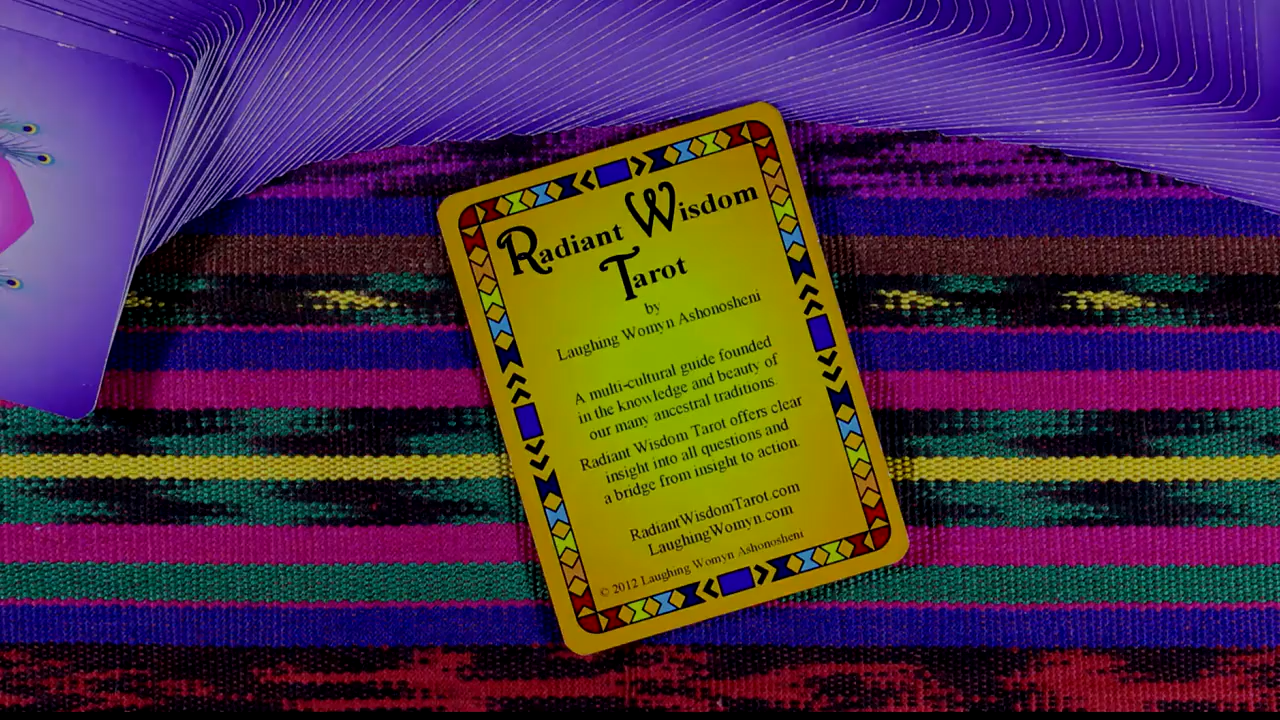 Radiant Wisdom
Tarot
by
Laughing Womyn Ashonosheni
A multi-cultural guide founded
in the knowledge and beauty of
our many ancestral traditions.
Radiant Wisdom Tarot offers clear
insight into all questions and
a bridge from insight to action.
RadiantWisdomTarot.com
LaughingWomyn.com
© 2012 Laughing Womyn Ashonosheni